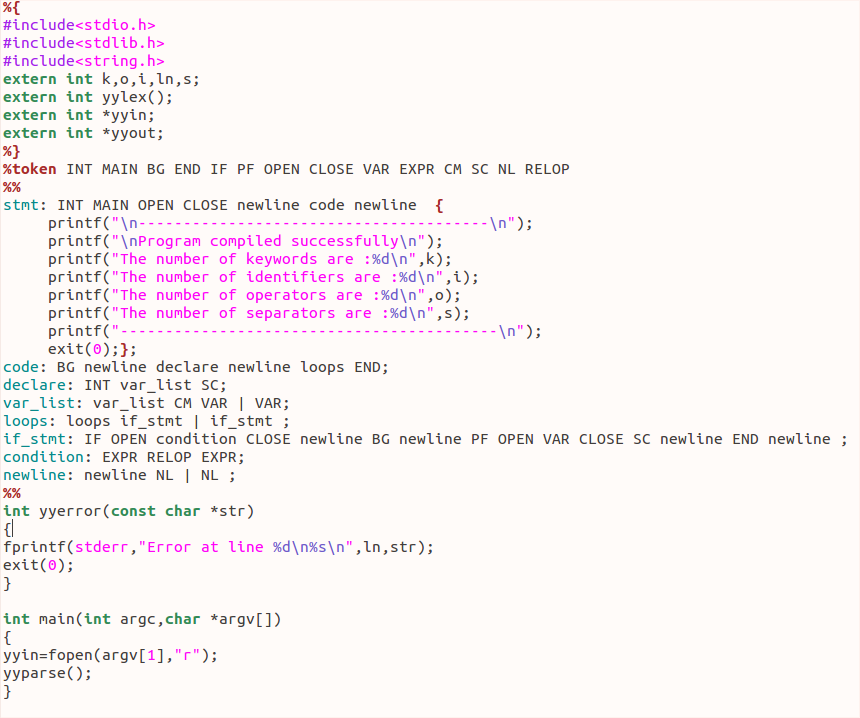 %{
#include<stdio.h>
#include<stdlib.h>
#include<string.h>
extern int k,o,i,ln,s;
extern int yylex();
extern int *yyin;
extern int *yyout;
%}
%token INT MAIN BG END IF PF OPEN CLOSE VAR EXPR CM SC NL RELOP
%%
stmt: INT MAIN OPEN CLOSE newline code newline  {
     printf("\n---------------------------------------\n");
     printf("\nProgram compiled successfully\n");
     printf("The number of keywords are :%d\n",k);
     printf("The number of identifiers are :%d\n",i);
     printf("The number of operators are :%d\n",o);
     printf("The number of separators are :%d\n",s);
     printf("------------------------------------------\n");
     exit(0);};
code: BG newline declare newline loops END;
declare: INT var_list SC;
var_list: var_list CM VAR | VAR;
loops: loops if_stmt | if_stmt ;
if_stmt: IF OPEN condition CLOSE newline BG newline PF OPEN VAR CLOSE SC newline END newline ;
condition: EXPR RELOP EXPR;
newline: newline NL | NL ;
%%
int yyerror(const char *str)
{
fprintf(stderr,"Error at line %d\n%s\n",ln,str);
exit(0);
}

int main(int argc,char *argv[])
{
yyin=fopen(argv[1],"r");
yyparse();
}